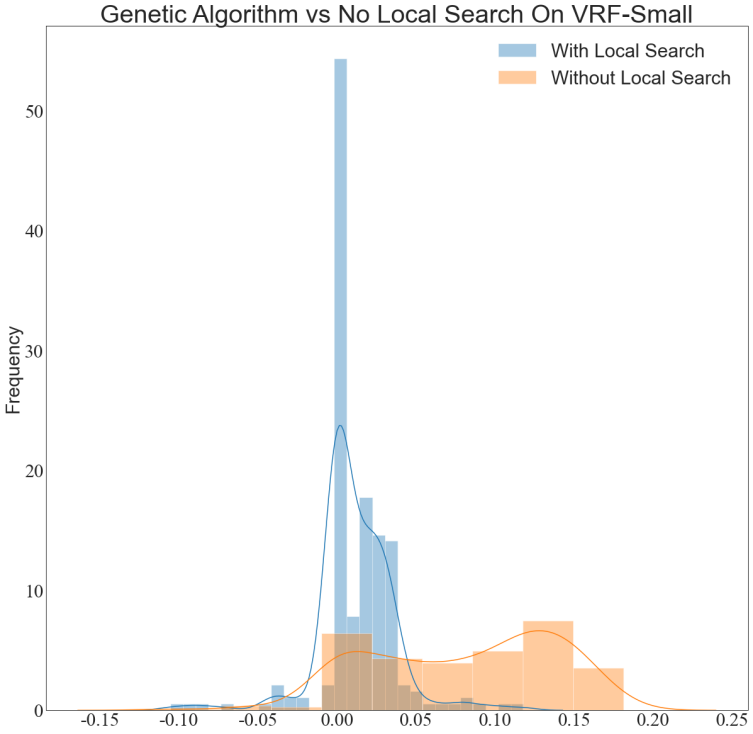 Genetic Algorithm vs No Local Search On VRF-Small
With Local Search
Without Local Search
Frequency
50
40
30
20
10
0
-0.15 -0.10 -0.05 0.00 0.05 0.10 0.15 0.20 0.25